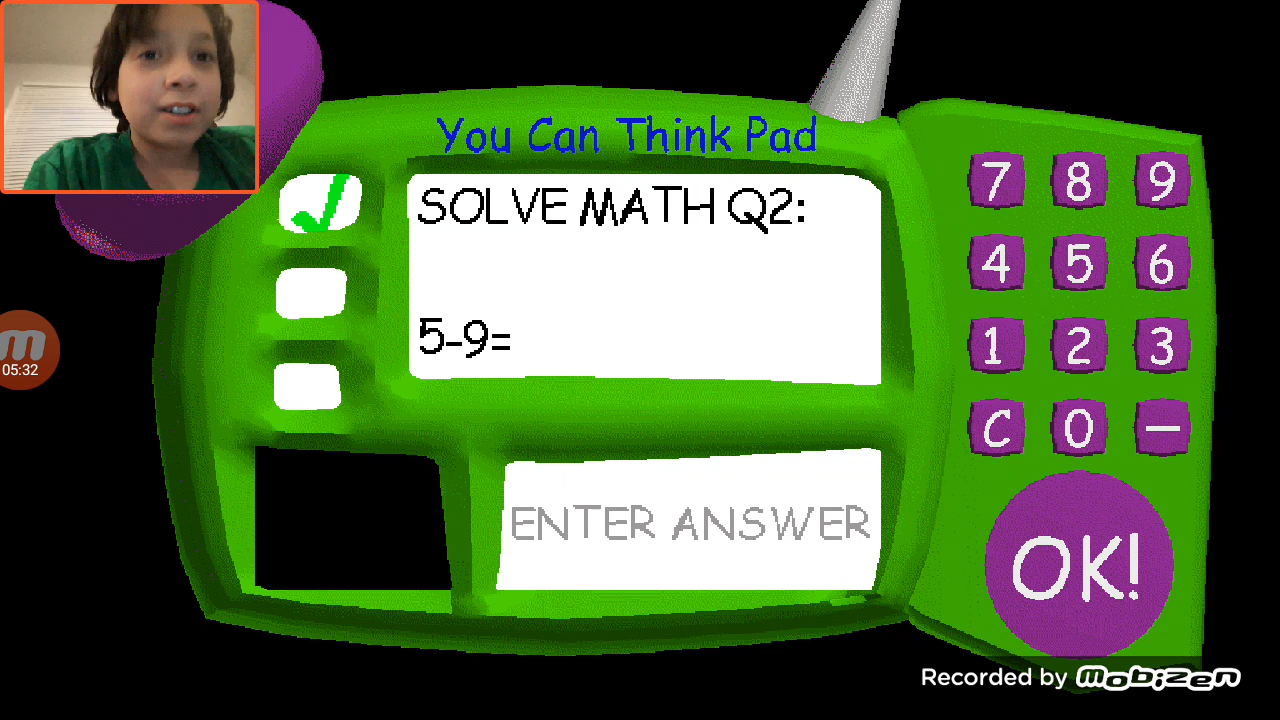 You Can Think Pad
SOLVE MATH Q2:
5-9=
ENTER ANSWER
7 8 9
4 5 6
1 2 3
C 0 –
OK!
m
05:32
Recorded by mobizen